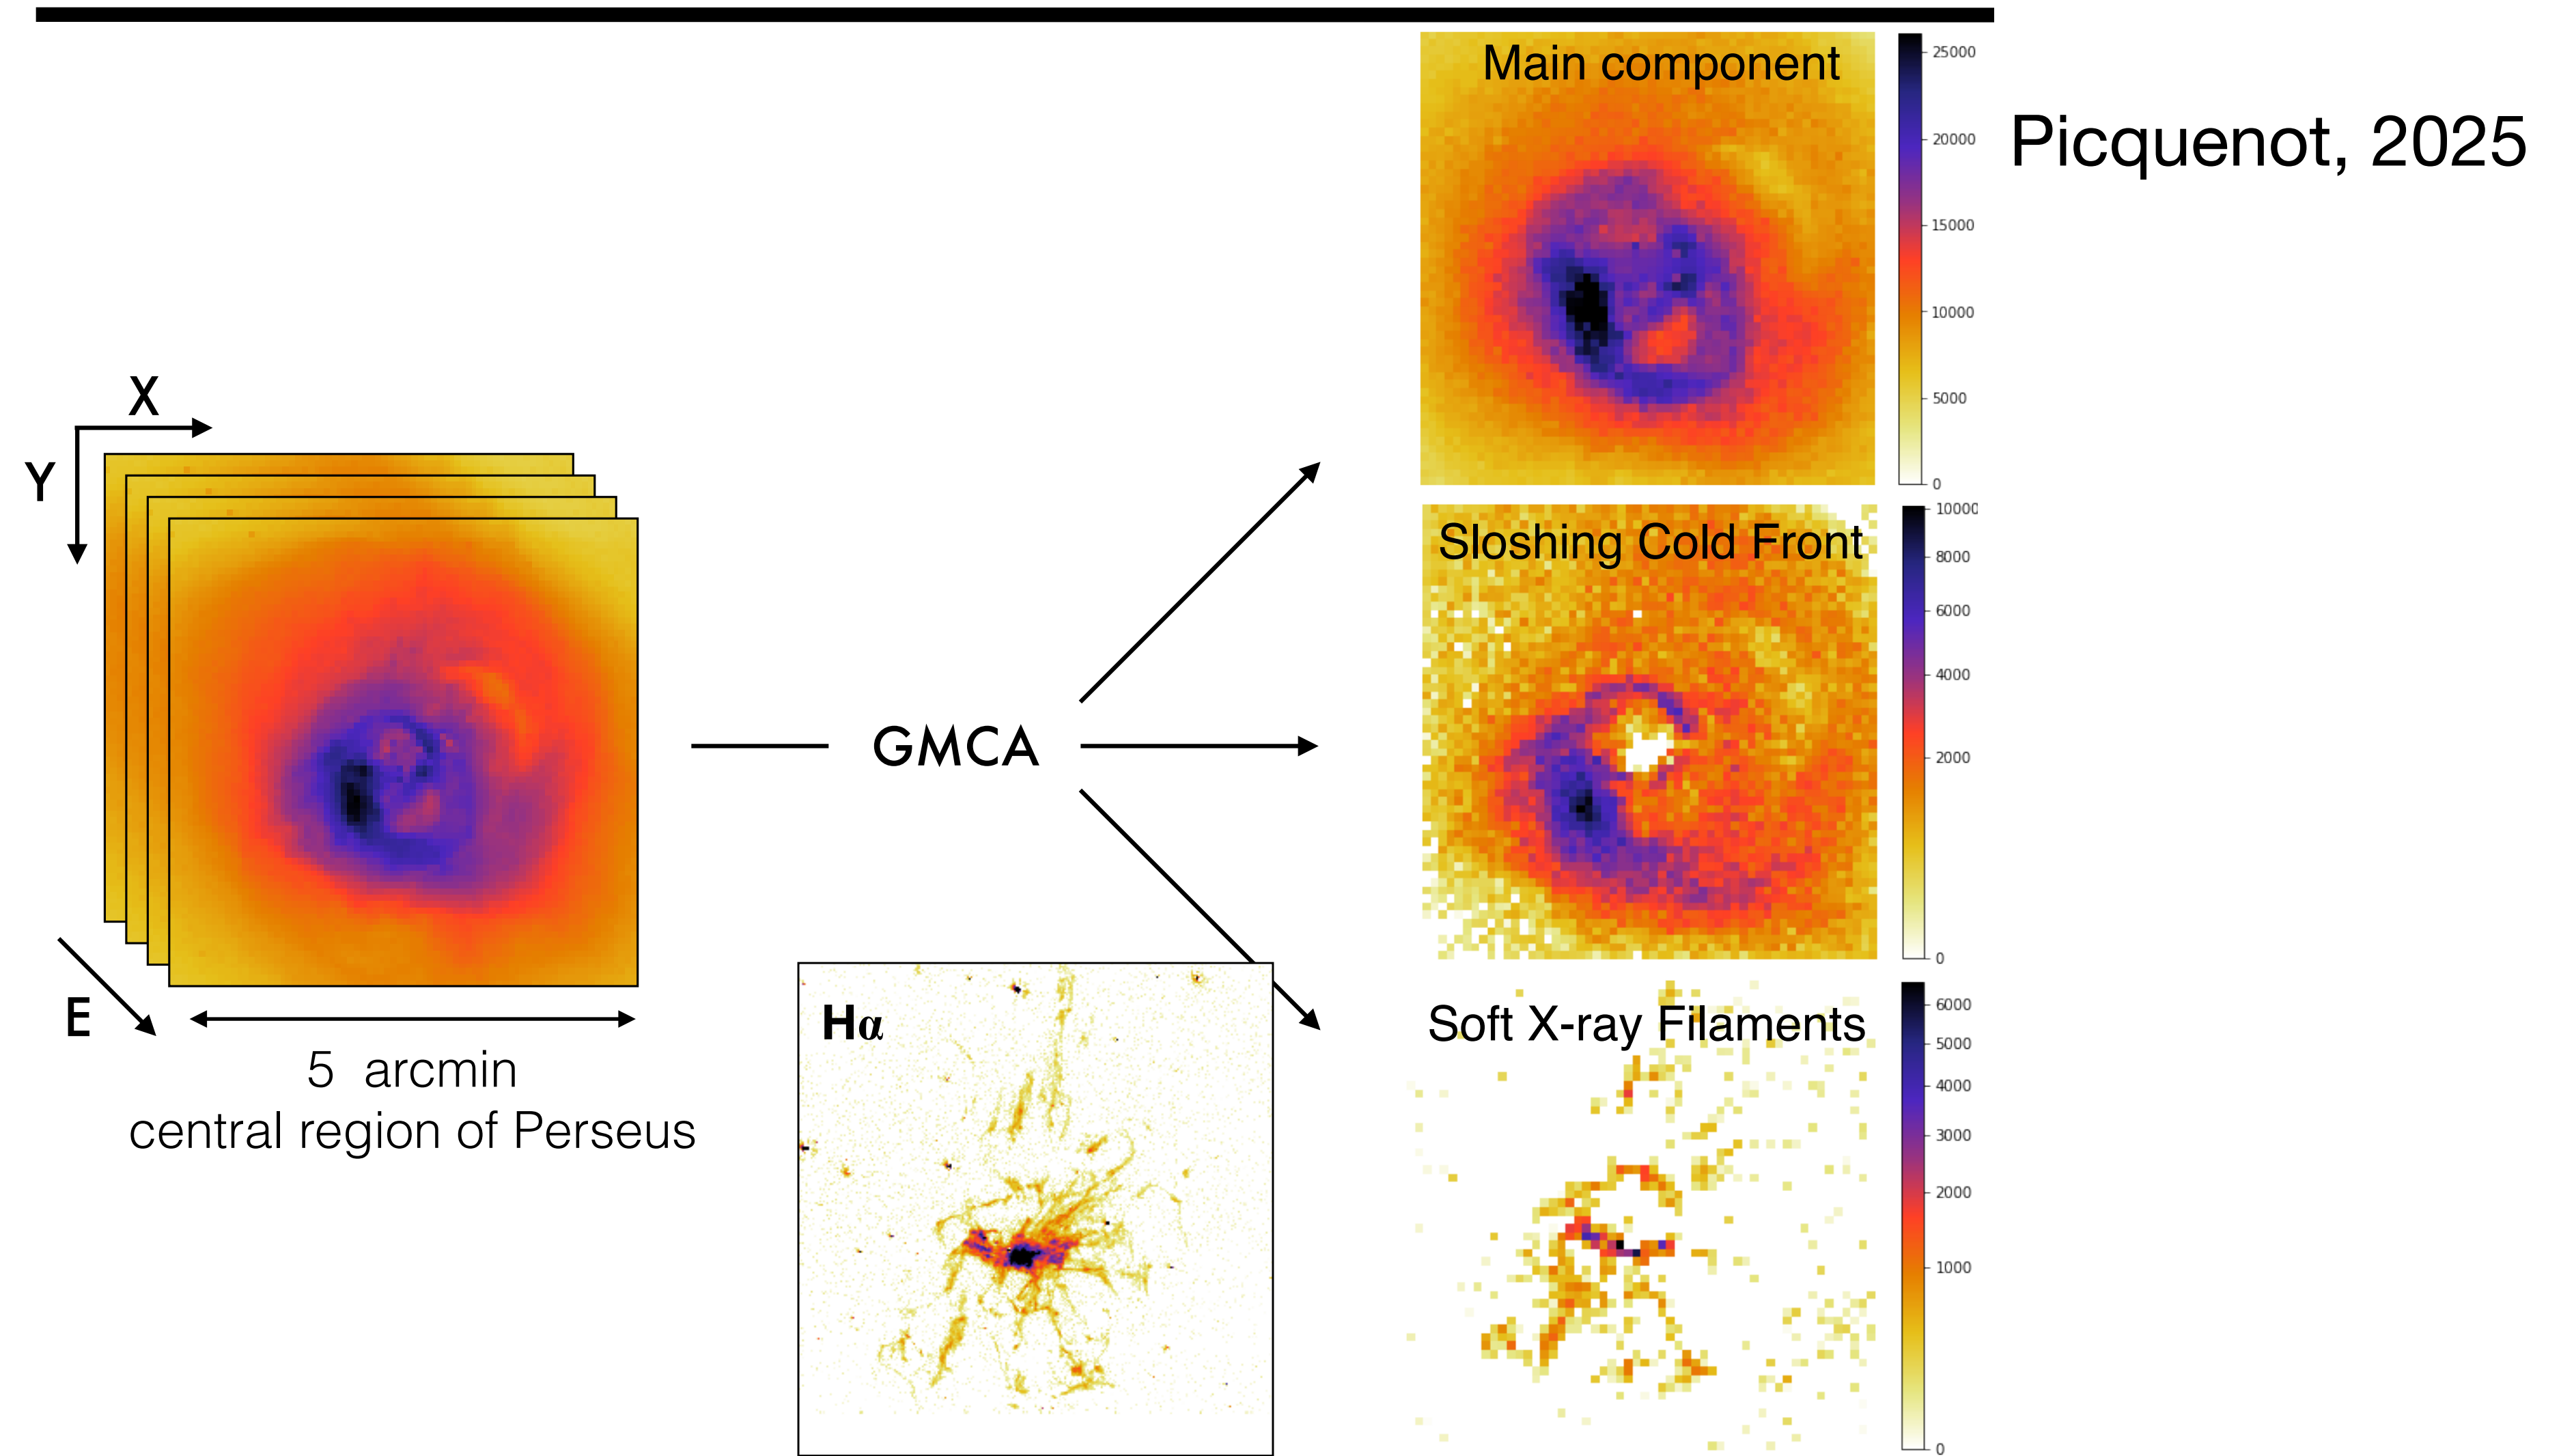 Main component
25000
20000
15000
10000
5000
0
Picquenot, 2025
X
Y
E
5 arcmin
central region of Perseus
GMCA
Sloshing Cold Front
10000
8000
6000
4000
2000
0
Hα
Soft X-ray Filaments
6000
5000
4000
3000
2000
1000
0